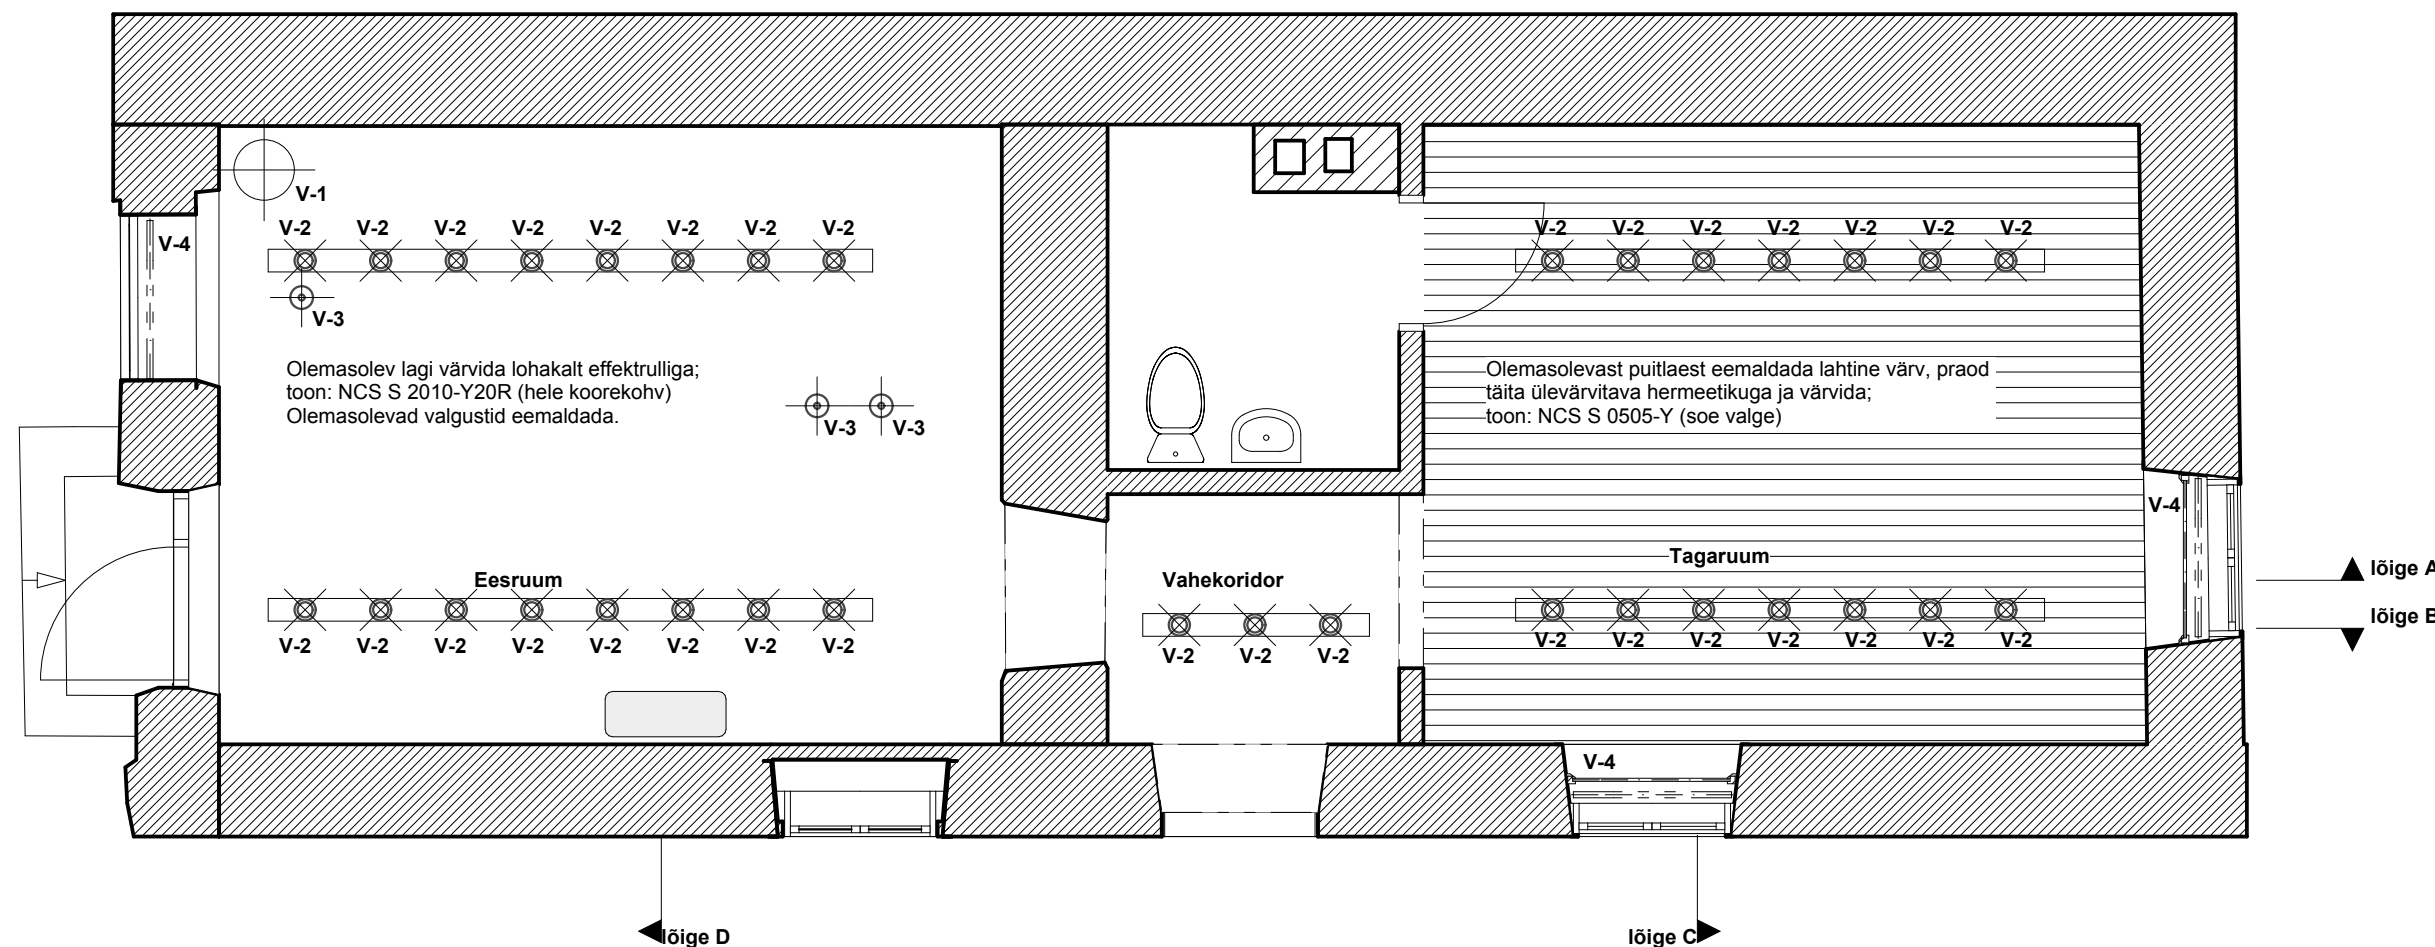 V-1
V-4
V-2 V-2 V-2 V-2 V-2 V-2 V-2 V-2
V-3
Olemasolev lagi värvida lohakalt effektrulliga;
toon: NCS S 2010-Y20R (hele koorekohv)
Olemasolevad valgustid eemaldada.
V-3 V-3
Eesruum
V-2 V-2 V-2 V-2 V-2 V-2 V-2 V-2
Vahekoridor
V-2 V-2 V-2
V-2 V-2 V-2 V-2 V-2 V-2 V-2
Olemasolevast puitlaest eemaldada lahtine värv, praod
täita ülevärvitava hermeetikuga ja värvida;
toon: NCS S 0505-Y (soe valge)
V-4
Tagaruum
V-2 V-2 V-2 V-2 V-2 V-2 V-2
V-4
lõige A
lõige B
lõige D
lõige C